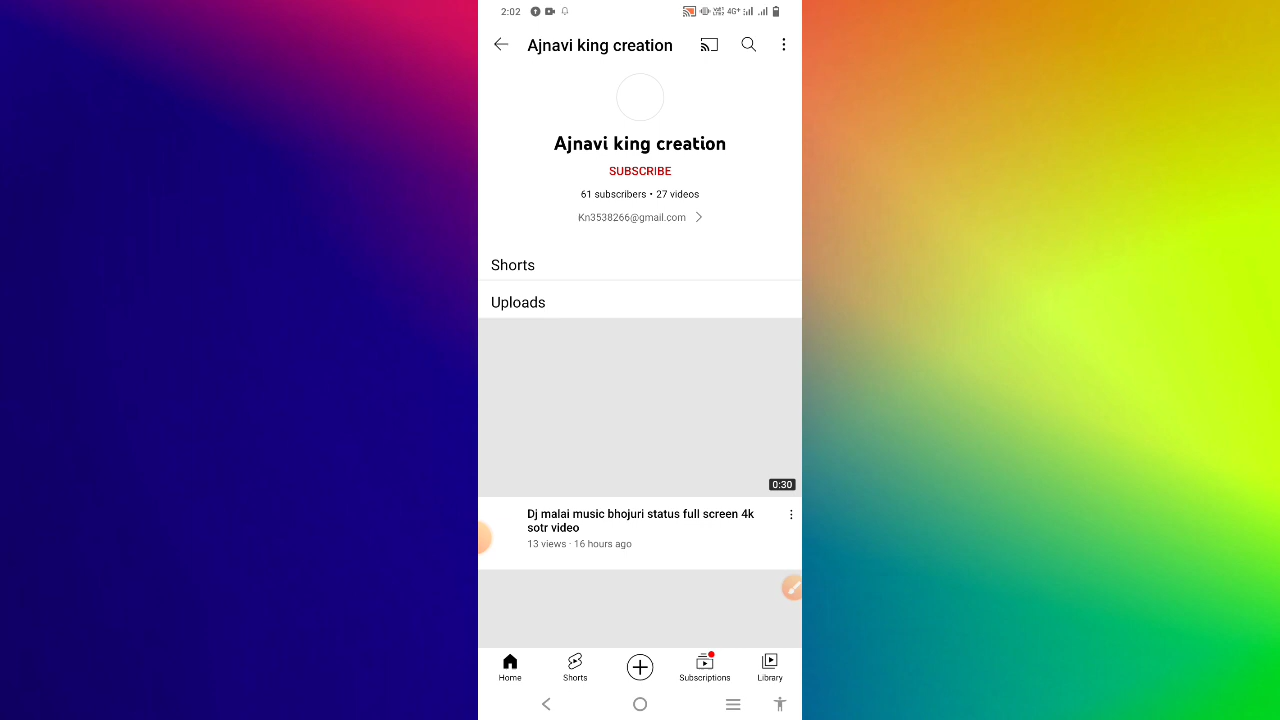 2:02
4G+
Ajnavi king creation
Ajnavi king creation
SUBSCRIBE
61 subscribers • 27 videos
Kn3538266@gmail.com
Shorts
Uploads
0:30
Dj malai music bhojuri status full screen 4k
sotr video
13 views · 16 hours ago
Home
Shorts
Subscriptions
Library